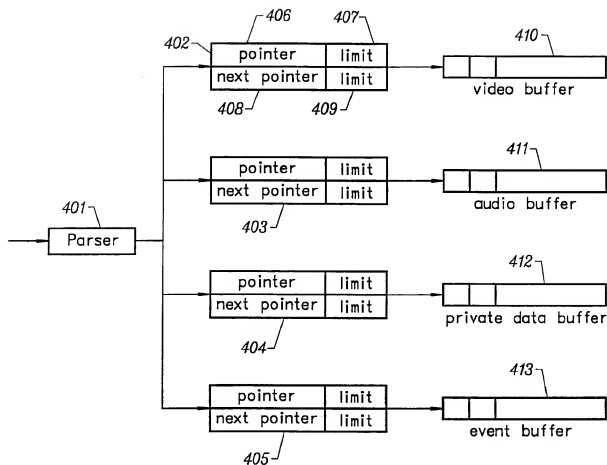 406
407
402
pointer limit
next pointer limit
408
409
410
video buffer
pointer limit
next pointer limit
403
411
audio buffer
401
Parser
pointer limit
next pointer limit
404
412
private data buffer
pointer limit
next pointer limit
405
413
event buffer